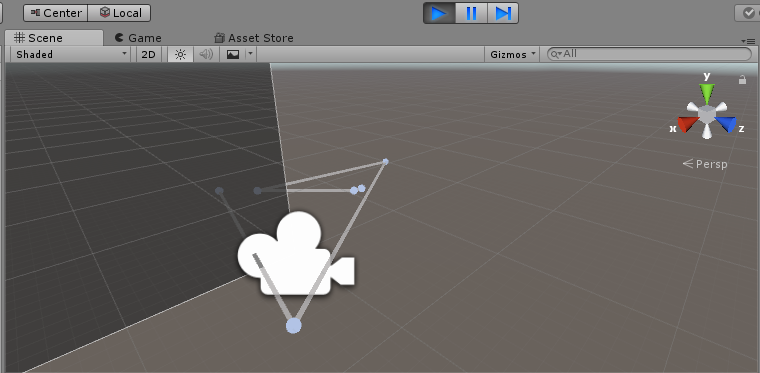 Center Local
Scene Game Asset Store
Shaded 2D Gizmos All
y
x z
Persp